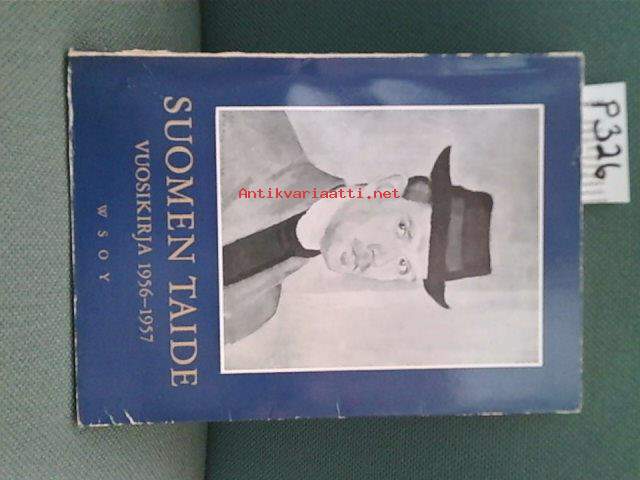 SUOMEN TAIDE
VUOSIKIRJA 1956–1957
WSOY
Antikvariaatti.net
P326